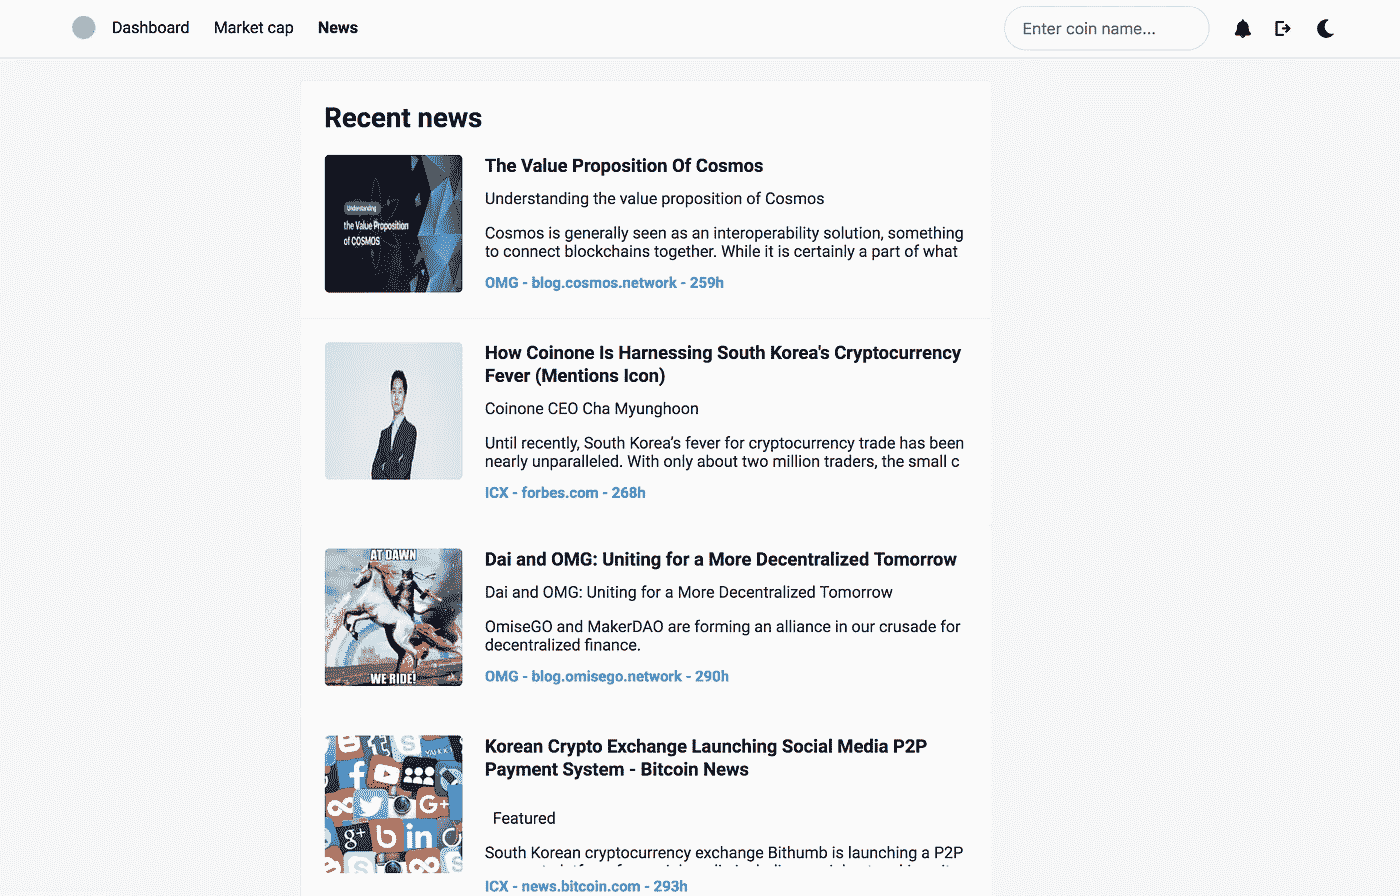 Dashboard Market cap News Enter coin name...
Recent news
Understanding
the Value Proposition
of COSMOS
The Value Proposition Of Cosmos
Understanding the value proposition of Cosmos
Cosmos is generally seen as an interoperability solution, something
to connect blockchains together. While it is certainly a part of what
OMG - blog.cosmos.network - 259h
How Coinone Is Harnessing South Korea's Cryptocurrency
Fever (Mentions Icon)
Coinone CEO Cha Myunghoon
Until recently, South Korea's fever for cryptocurrency trade has been
nearly unparalleled. With only about two million traders, the small c
ICX - forbes.com - 268h
AT DAWN
WE RIDE!
Dai and OMG: Uniting for a More Decentralized Tomorrow
Dai and OMG: Uniting for a More Decentralized Tomorrow
OmiseGO and MakerDAO are forming an alliance in our crusade for
decentralized finance.
OMG - blog.omisego.network - 290h
YAHOO
G+
g+
in
Korean Crypto Exchange Launching Social Media P2P
Payment System - Bitcoin News
Featured
South Korean cryptocurrency exchange Bithumb is launching a P2P
ICX - news.bitcoin.com - 293h